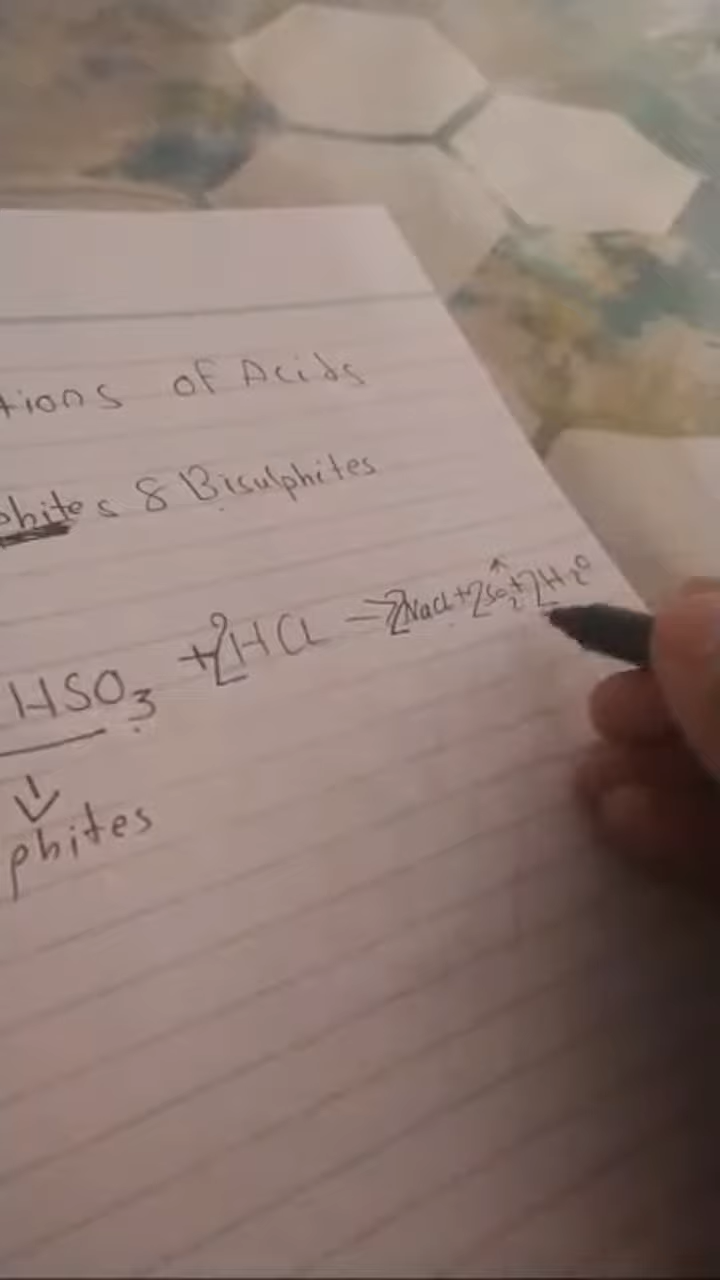 tions of Acids
phites & Bisulphites
HSO3 + 2HCl → 2NaCl + 2SO2↑ + 2H2O
↓
phites